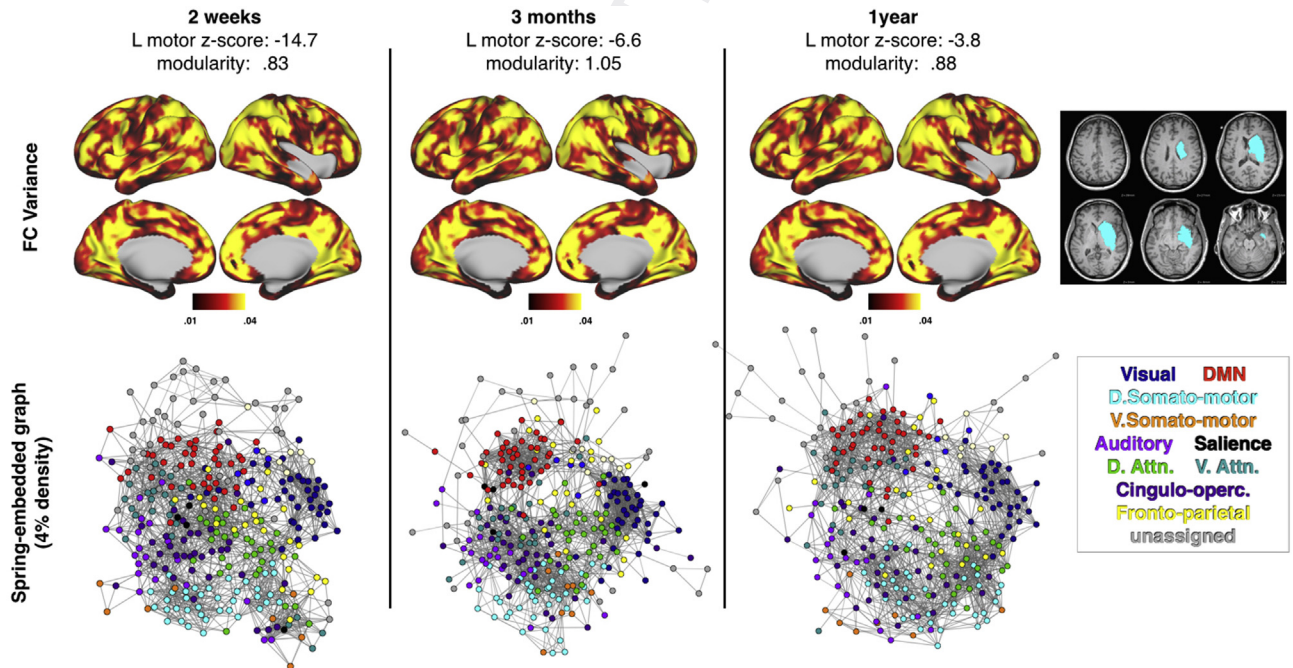 2 weeks
L motor z-score: -14.7
modularity: .83
3 months
L motor z-score: -6.6
modularity: 1.05
1year
L motor z-score: -3.8
modularity: .88
FC Variance
.01 .04
.01 .04
.01 .04
Spring-embedded graph
(4% density)
Visual DMN
D.Somato-motor
V.Somato-motor
Auditory Salience
D. Attn. V. Attn.
Cingulo-operc.
Fronto-parietal
unassigned